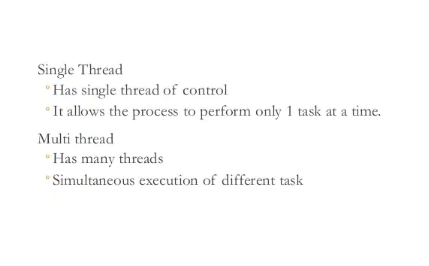 Single Thread
° Has single thread of control
° It allows the process to perform only 1 task at a time.
Multi thread
° Has many threads
° Simultaneous execution of different task